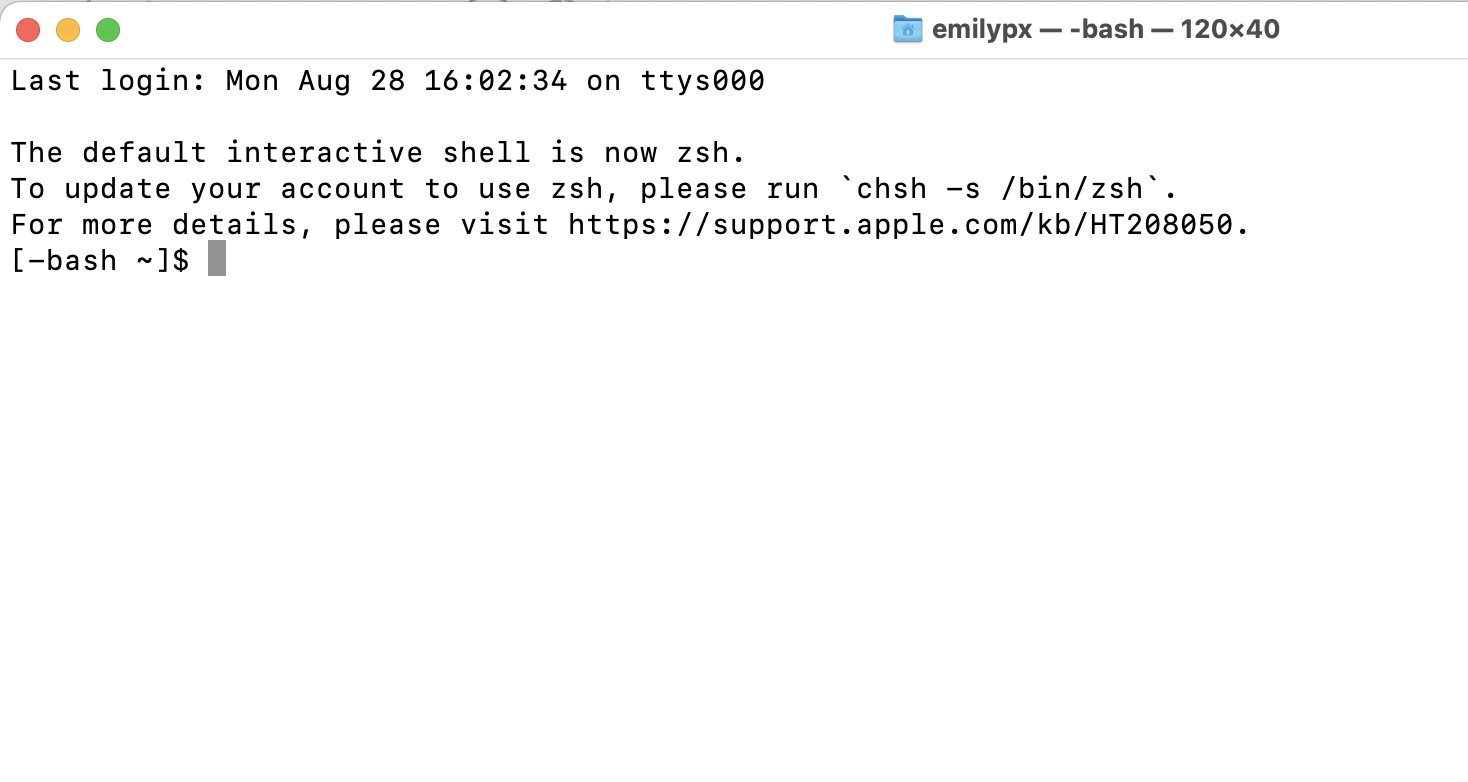 emilypx — -bash — 120×40
Last login: Mon Aug 28 16:02:34 on ttys000
The default interactive shell is now zsh.
To update your account to use zsh, please run `chsh -s /bin/zsh`.
For more details, please visit https://support.apple.com/kb/HT208050.
[-bash ~]$